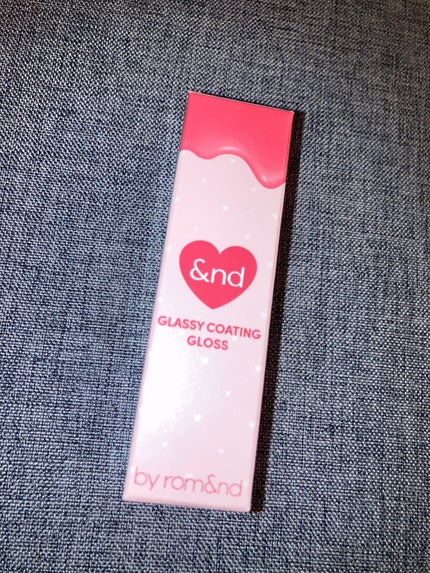 &nd
GLASSY COATING
GLOSS
by rom&nd